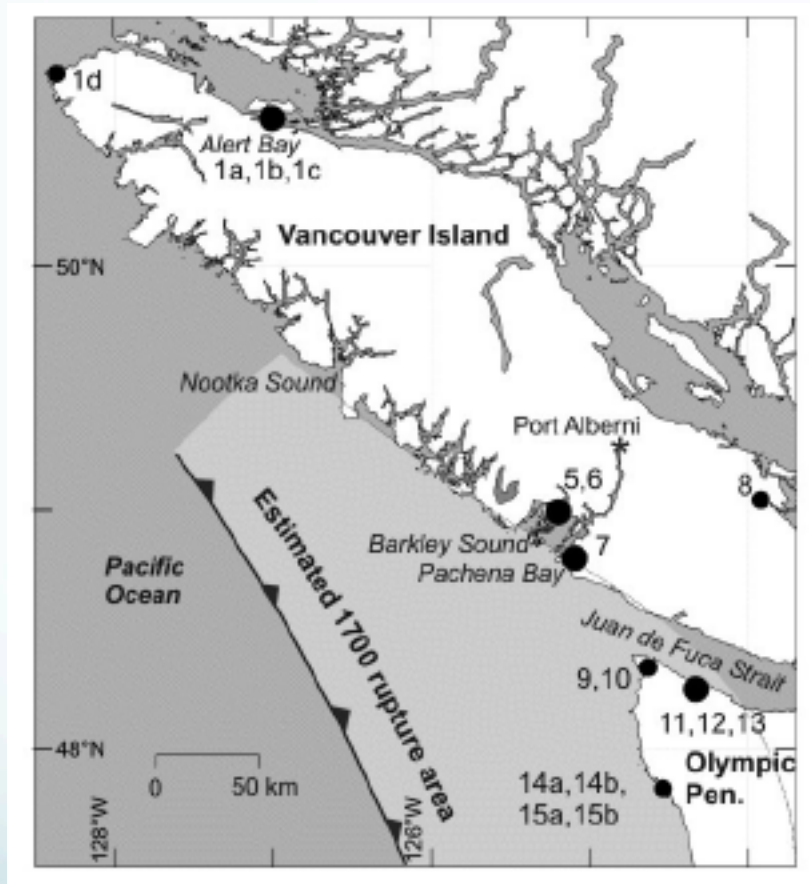 1d
Alert Bay
1a,1b,1c
Vancouver Island
50°N
Nootka Sound
Port Alberni
5,6
8
Barkley Sound
7
Pachena Bay
Pacific
Ocean
Estimated 1700 rupture area
Juan de Fuca Strait
9,10
11,12,13
48°N
0
50 km
14a,14b,
15a,15b
Olympic
Pen.
128°W
126°W